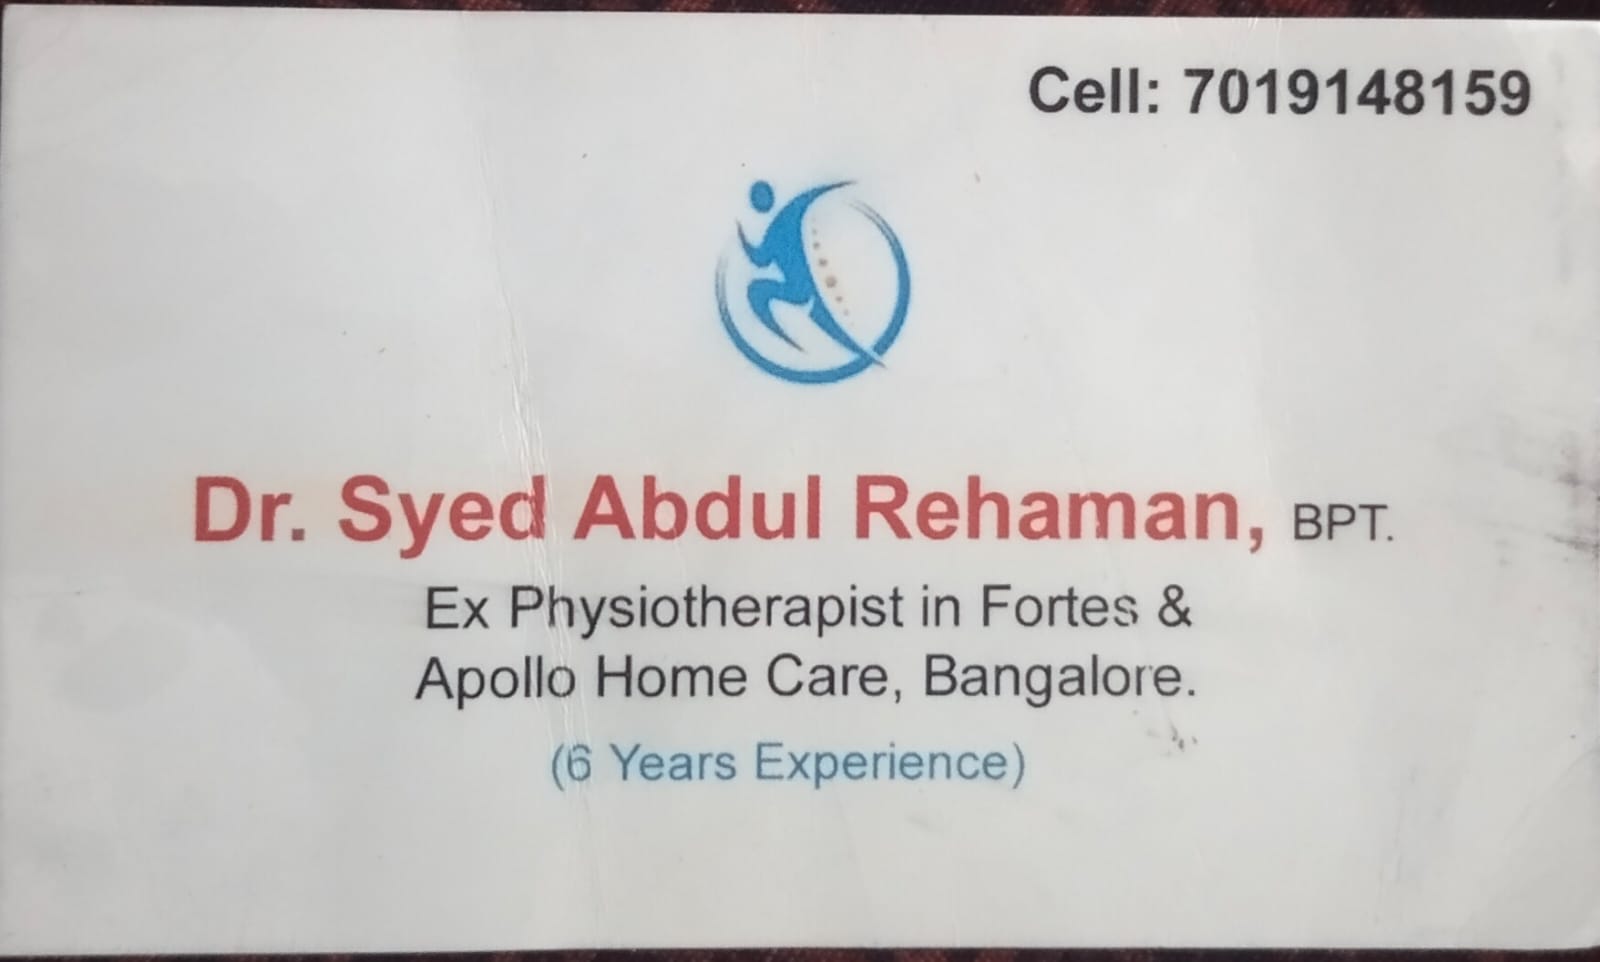 Cell: 7019148159
Dr. Syed Abdul Rehaman, BPT.
Ex Physiotherapist in Fortes &
Apollo Home Care, Bangalore.
(6 Years Experience)